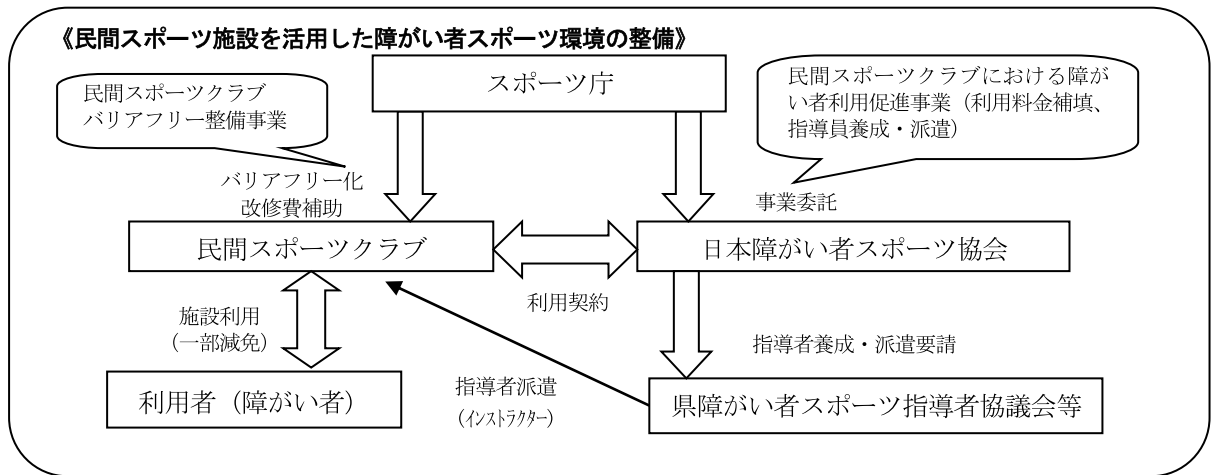 《民間スポーツ施設を活用した障がい者スポーツ環境の整備》
スポーツ庁
民間スポーツクラブ
バリアフリー整備事業
民間スポーツクラブにおける障が
い者利用促進事業（利用料金補填、
指導員養成・派遣）
バリアフリー化
改修費補助
事業委託
民間スポーツクラブ
日本障がい者スポーツ協会
利用契約
施設利用
（一部減免）
指導者養成・派遣要請
利用者（障がい者）
指導者派遣
（インストラクター）
県障がい者スポーツ指導者協議会等